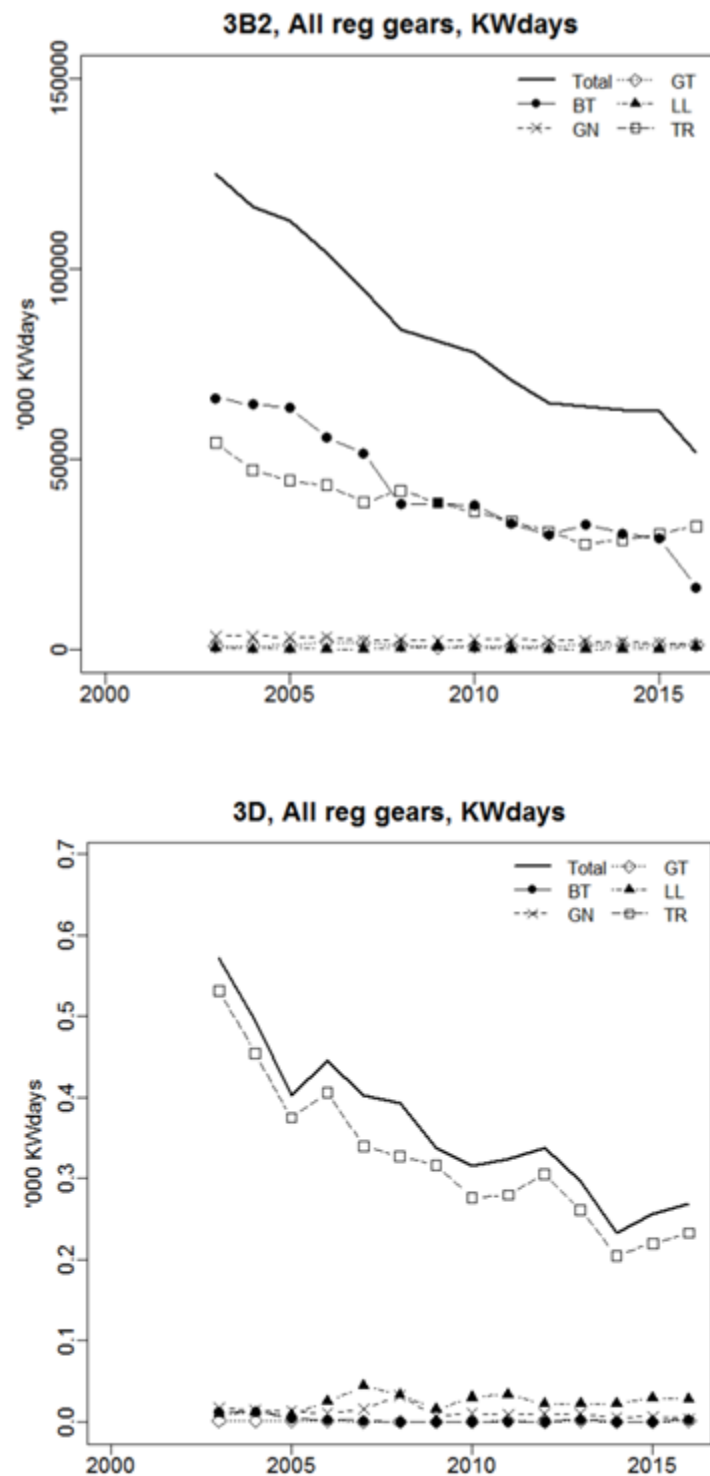 3B2, All reg gears, KWdays
150000
Total GT
BT LL
GN TR
100000
'000 KWdays
50000
0
2000 2005 2010 2015
3D, All reg gears, KWdays
0.7
Total GT
BT LL
GN TR
0.6
0.5
0.4
'000 KWdays
0.3
0.2
0.1
0.0
2000 2005 2010 2015